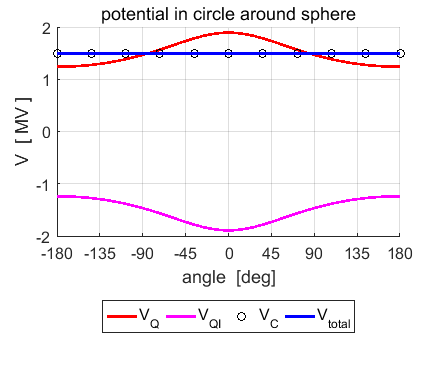 potential in circle around sphere
2
1
0
-1
-2
V [ MV ]
-180 -135 -90 -45 0 45 90 135 180
angle [deg]
V_Q V_QI V_C V_total